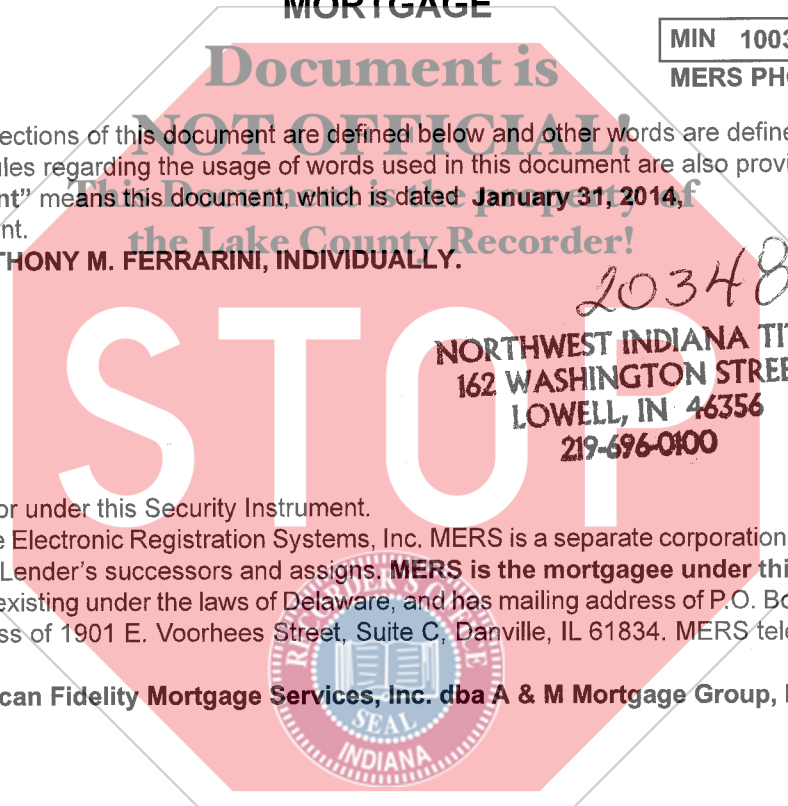 MORTGAGE
MIN 1003
Document is
MERS PHO
NOT OFFICIAL!
ections of this document are defined below and other words are define
ules regarding the usage of words used in this document are also provi
This Document is the property of
nt" means this document, which is dated January 31, 2014,
nt.
the Lake County Recorder!
THONY M. FERRARINI, INDIVIDUALLY.
20348
NORTHWEST INDIANA TIT
162 WASHINGTON STREE
LOWELL, IN 46356
219-696-0100
STOP
or under this Security Instrument.
e Electronic Registration Systems, Inc. MERS is a separate corporation
Lender's successors and assigns. MERS is the mortgagee under thi
existing under the laws of Delaware, and has mailing address of P.O. Bo
ss of 1901 E. Voorhees Street, Suite C, Danville, IL 61834. MERS tele
RECORDER'S OFFICE
can Fidelity Mortgage Services, Inc. dba A & M Mortgage Group, I
SEAL
INDIANA